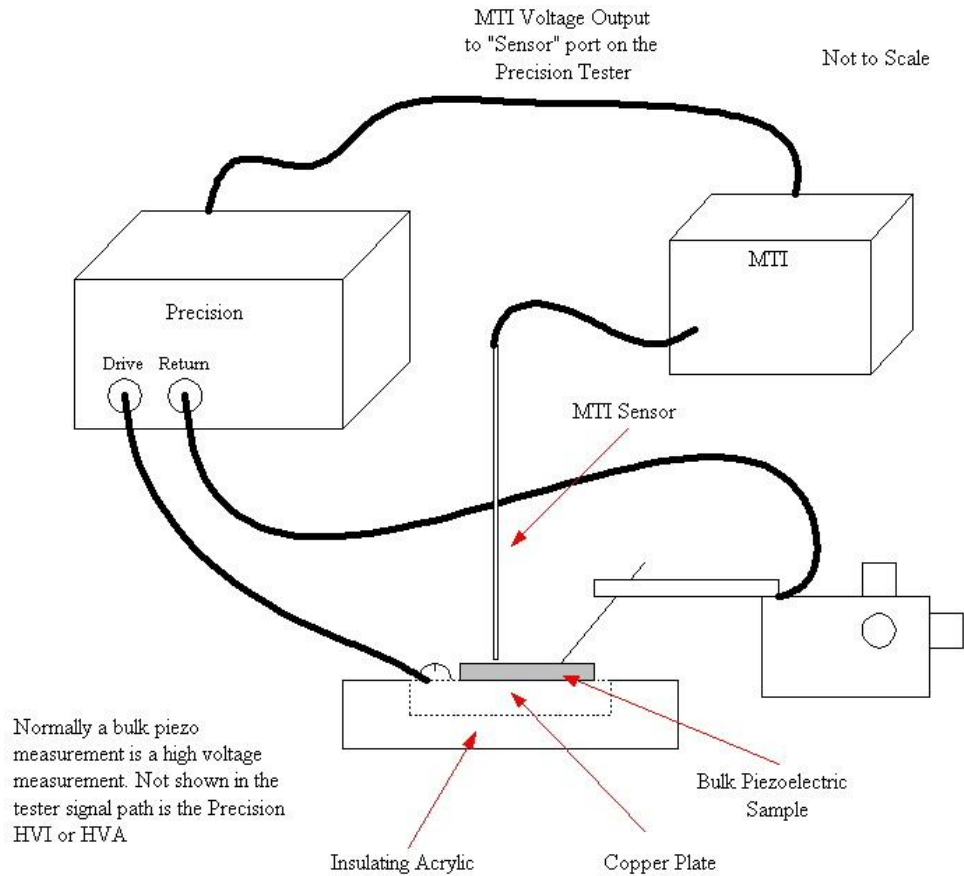 MTI Voltage Output
to "Sensor" port on the
Precision Tester
Not to Scale
MTI
Precision
Drive
Return
MTI Sensor
Normally a bulk piezo
measurement is a high voltage
measurement. Not shown in the
tester signal path is the Precision
HVI or HVA
Bulk Piezoelectric
Sample
Insulating Acrylic
Copper Plate